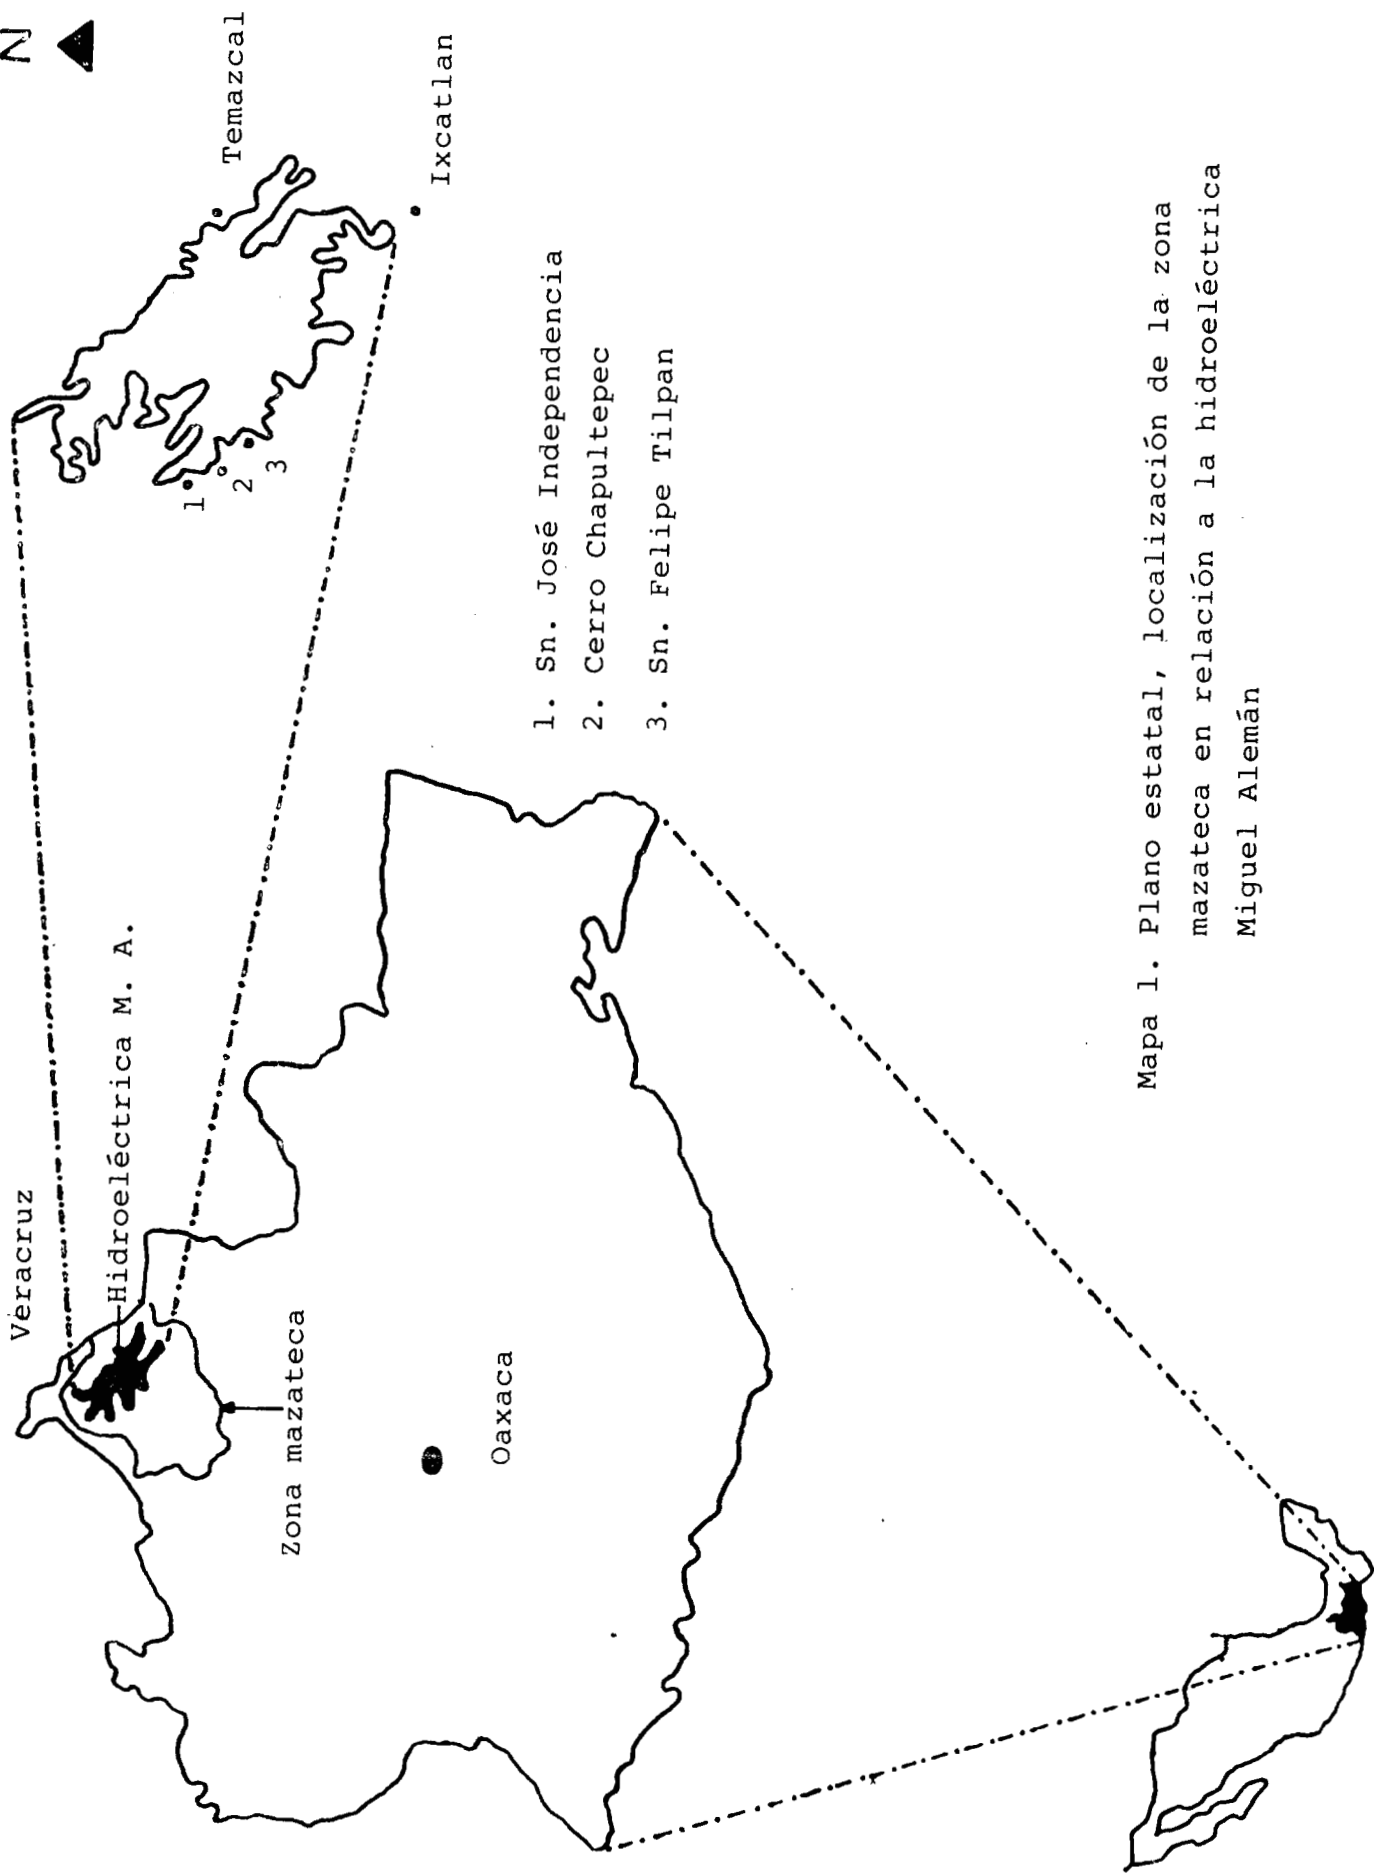 N
Veracruz
Hidroeléctrica M. A.
Temazcal
1
2
3
Ixcatlan
Zona mazateca
Oaxaca
1. Sn. José Independencia
2. Cerro Chapultepec
3. Sn. Felipe Tilpan
Mapa 1. Plano estatal, localización de la zona
mazateca en relación a la hidroeléctrica
Miguel Alemán